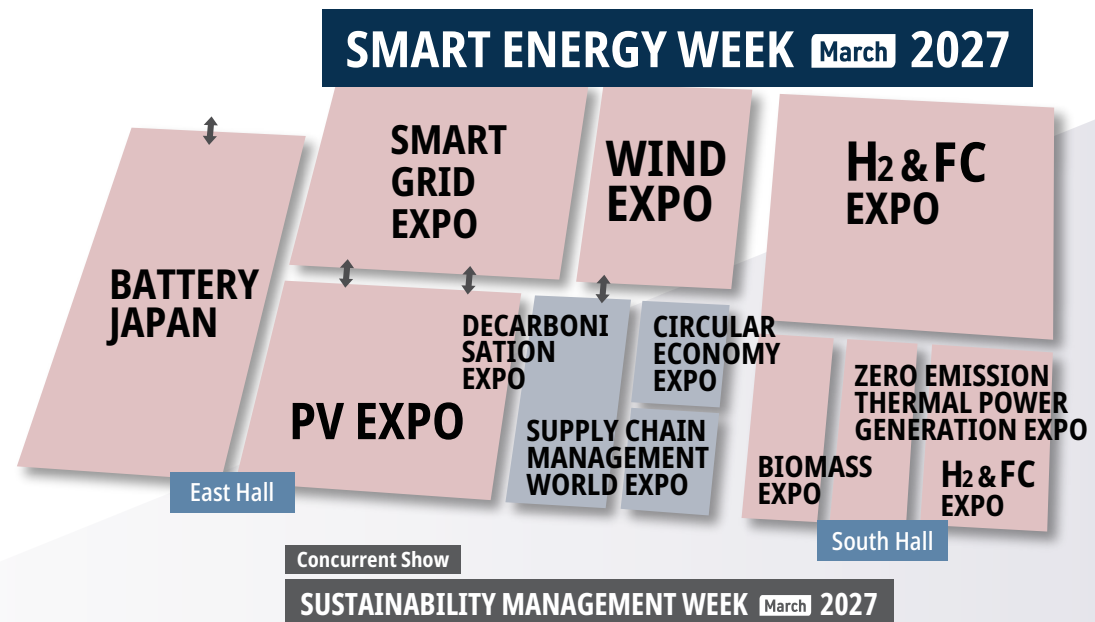 SMART ENERGY WEEK March 2027
SMART
GRID
EXPO
WIND
EXPO
H2 & FC
EXPO
BATTERY
JAPAN
PV EXPO
DECARBONI
SATION
EXPO
CIRCULAR
ECONOMY
EXPO
SUPPLY CHAIN
MANAGEMENT
WORLD EXPO
BIOMASS
EXPO
ZERO EMISSION
THERMAL POWER
GENERATION EXPO
H2 & FC
EXPO
East Hall
South Hall
Concurrent Show
SUSTAINABILITY MANAGEMENT WEEK March 2027